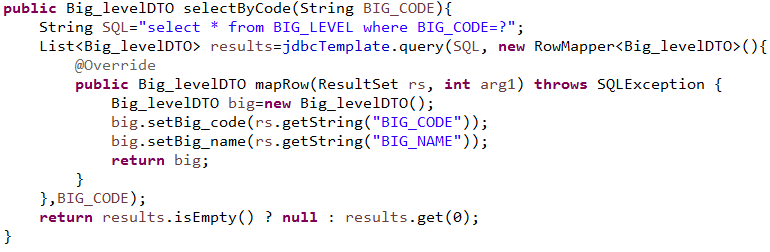 public Big_levelDTO selectByCode(String BIG_CODE){
    String SQL="select * from BIG_LEVEL where BIG_CODE=?";
    List<Big_levelDTO> results=jdbcTemplate.query(SQL, new RowMapper<Big_levelDTO>(){
        @Override
        public Big_levelDTO mapRow(ResultSet rs, int arg1) throws SQLException {
            Big_levelDTO big=new Big_levelDTO();
            big.setBig_code(rs.getString("BIG_CODE"));
            big.setBig_name(rs.getString("BIG_NAME"));
            return big;
        }
    },BIG_CODE);
    return results.isEmpty() ? null : results.get(0);
}